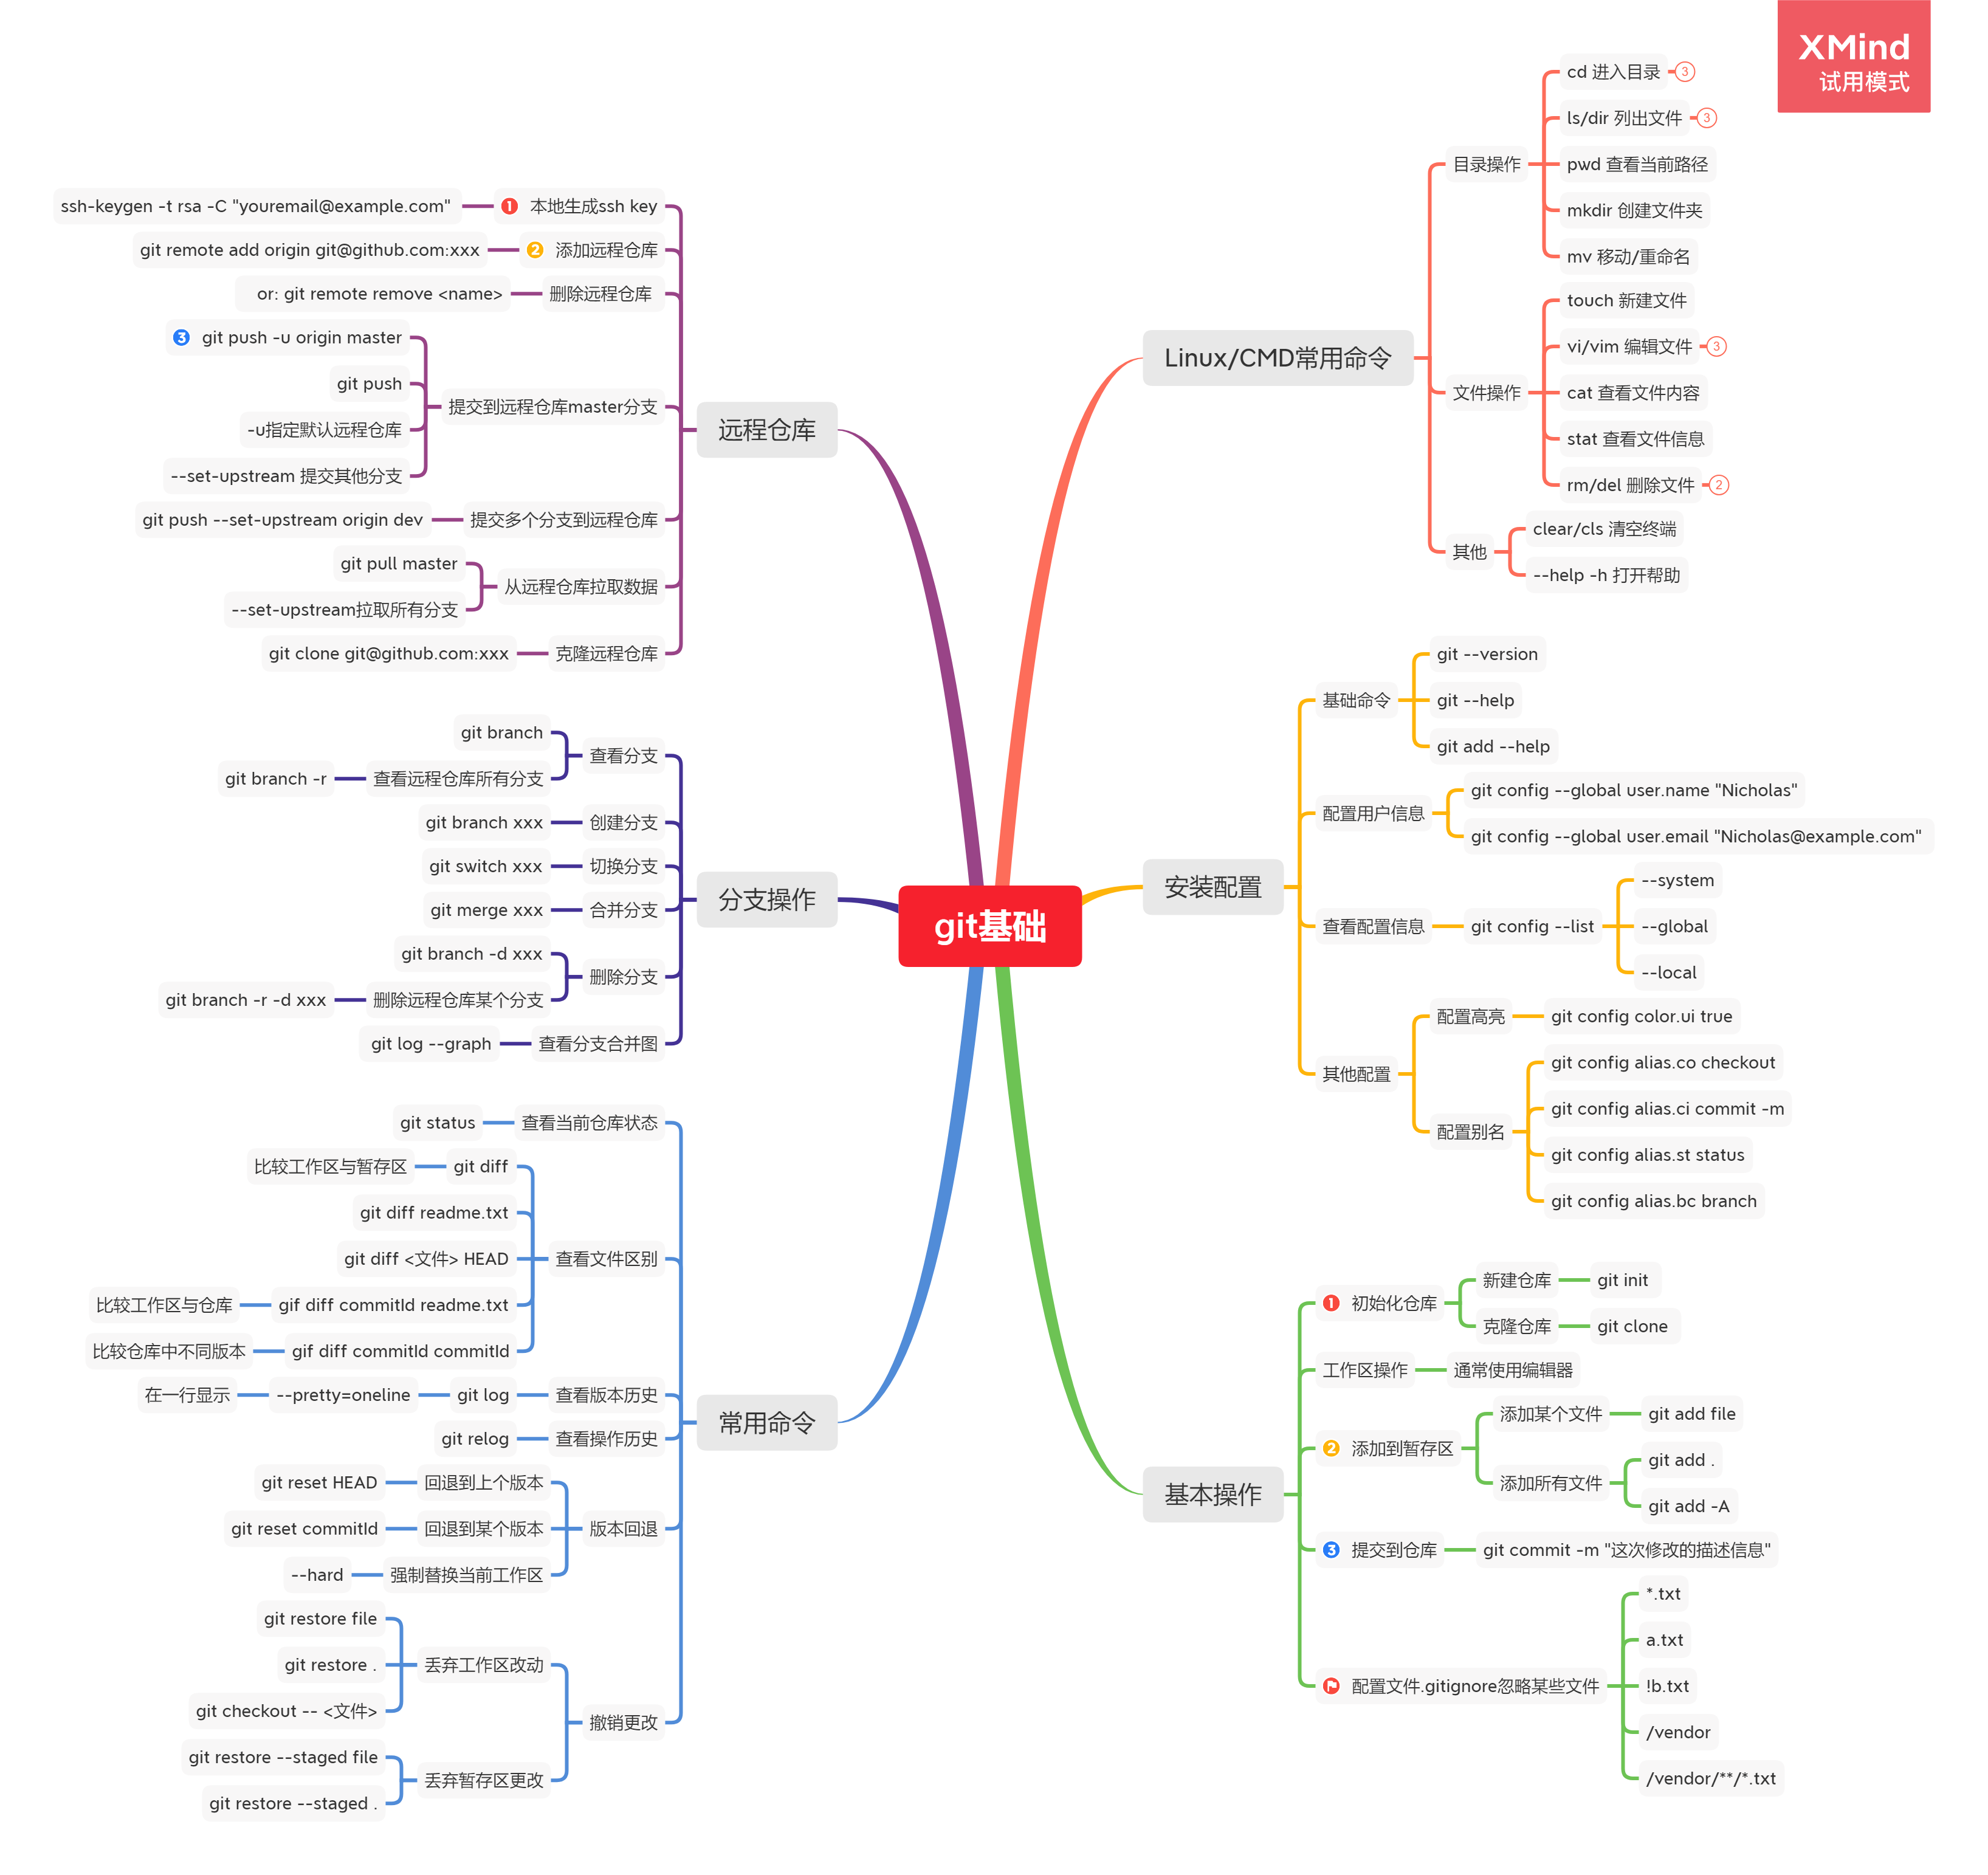 XMind
试用模式
git基础
Linux/CMD常用命令
目录操作
cd 进入目录
3
ls/dir 列出文件
3
pwd 查看当前路径
mkdir 创建文件夹
mv 移动/重命名
文件操作
touch 新建文件
vi/vim 编辑文件
3
cat 查看文件内容
stat 查看文件信息
rm/del 删除文件
2
其他
clear/cls 清空终端
--help -h 打开帮助
安装配置
基础命令
git --version
git --help
git add --help
配置用户信息
git config --global user.name "Nicholas"
git config --global user.email "Nicholas@example.com"
查看配置信息
git config --list
--system
--global
--local
其他配置
配置高亮
git config color.ui true
配置别名
git config alias.co checkout
git config alias.ci commit -m
git config alias.st status
git config alias.bc branch
基本操作
1 初始化仓库
新建仓库
git init
克隆仓库
git clone
工作区操作
通常使用编辑器
2 添加到暂存区
添加某个文件
git add file
添加所有文件
git add .
git add -A
3 提交到仓库
git commit -m "这次修改的描述信息"
配置文件.gitignore忽略某些文件
*.txt
a.txt
!b.txt
/vendor
/vendor/**/*.txt
远程仓库
1 本地生成ssh key
ssh-keygen -t rsa -C "youremail@example.com"
2 添加远程仓库
git remote add origin git@github.com:xxx
删除远程仓库
or: git remote remove <name>
提交到远程仓库master分支
3 git push -u origin master
git push
-u指定默认远程仓库
--set-upstream 提交其他分支
提交多个分支到远程仓库
git push --set-upstream origin dev
从远程仓库拉取数据
git pull master
--set-upstream拉取所有分支
克隆远程仓库
git clone git@github.com:xxx
分支操作
查看分支
git branch
查看远程仓库所有分支
git branch -r
创建分支
git branch xxx
切换分支
git switch xxx
合并分支
git merge xxx
删除分支
git branch -d xxx
删除远程仓库某个分支
git branch -r -d xxx
查看分支合并图
git log --graph
常用命令
查看当前仓库状态
git status
查看文件区别
git diff
比较工作区与暂存区
git diff readme.txt
git diff <文件> HEAD
gif diff commitId readme.txt
比较工作区与仓库
gif diff commitId commitId
比较仓库中不同版本
查看版本历史
git log
--pretty=oneline
在一行显示
查看操作历史
git relog
版本回退
回退到上个版本
git reset HEAD
回退到某个版本
git reset commitId
强制替换当前工作区
--hard
撤销更改
丢弃工作区改动
git restore file
git restore .
git checkout -- <文件>
丢弃暂存区更改
git restore --staged file
git restore --staged .